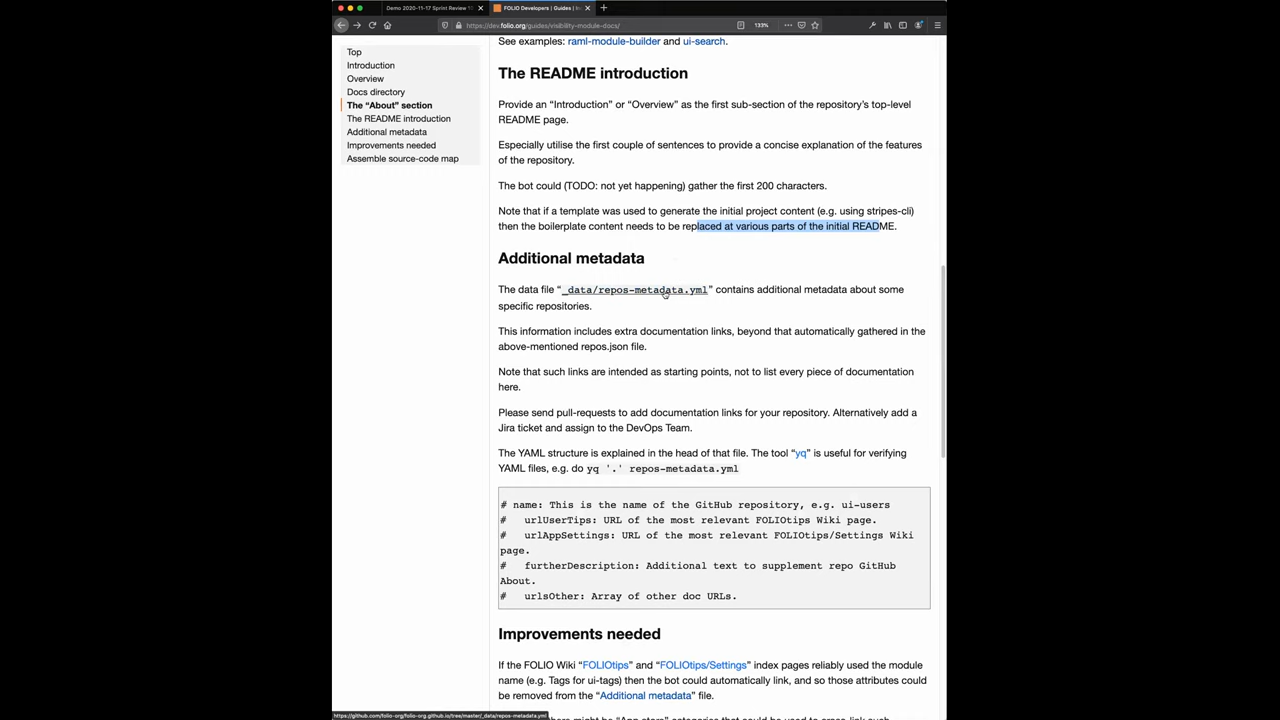 Demo 2020-11-17 Sprint Review 1
FOLIO Developers | Guides |
https://dev.folio.org/guides/visibility-module-docs/
133%
Top
Introduction
Overview
Docs directory
The “About” section
The README introduction
Additional metadata
Improvements needed
Assemble source-code map
See examples: raml-module-builder and ui-search.
The README introduction
Provide an “Introduction” or “Overview” as the first sub-section of the repository’s top-level
README page.
Especially utilise the first couple of sentences to provide a concise explanation of the features
of the repository.
The bot could (TODO: not yet happening) gather the first 200 characters.
Note that if a template was used to generate the initial project content (e.g. using stripes-cli)
then the boilerplate content needs to be replaced at various parts of the initial README.
Additional metadata
The data file “_data/repos-metadata.yml” contains additional metadata about some
specific repositories.
This information includes extra documentation links, beyond that automatically gathered in the
above-mentioned repos.json file.
Note that such links are intended as starting points, not to list every piece of documentation
here.
Please send pull-requests to add documentation links for your repository. Alternatively add a
Jira ticket and assign to the DevOps Team.
The YAML structure is explained in the head of that file. The tool “yq” is useful for verifying
YAML files, e.g. do yq '.' repos-metadata.yml
# name: This is the name of the GitHub repository, e.g. ui-users
#   urlUserTips: URL of the most relevant FOLIOtips Wiki page.
#   urlAppSettings: URL of the most relevant FOLIOtips/Settings Wiki
page.
#   furtherDescription: Additional text to supplement repo GitHub
About.
#   urlsOther: Array of other doc URLs.
Improvements needed
If the FOLIO Wiki “FOLIOtips” and “FOLIOtips/Settings” index pages reliably used the module
name (e.g. Tags for ui-tags) then the bot could automatically link, and so those attributes could
be removed from the “Additional metadata” file.
https://github.com/folio-org/folio-org.github.io/tree/master/_data/repos-metadata.yml